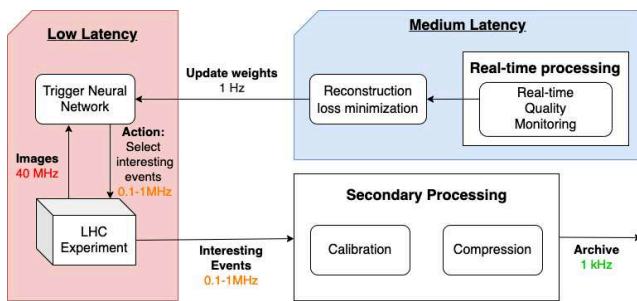 Low Latency
Trigger Neural
Network
Images
40 MHz
Action:
Select
interesting
events
0.1-1MHz
LHC
Experiment
Update weights
1 Hz
Medium Latency
Reconstruction
loss minimization
Real-time processing
Real-time
Quality
Monitoring
Interesting
Events
0.1-1MHz
Secondary Processing
Calibration
Compression
Archive
1 kHz